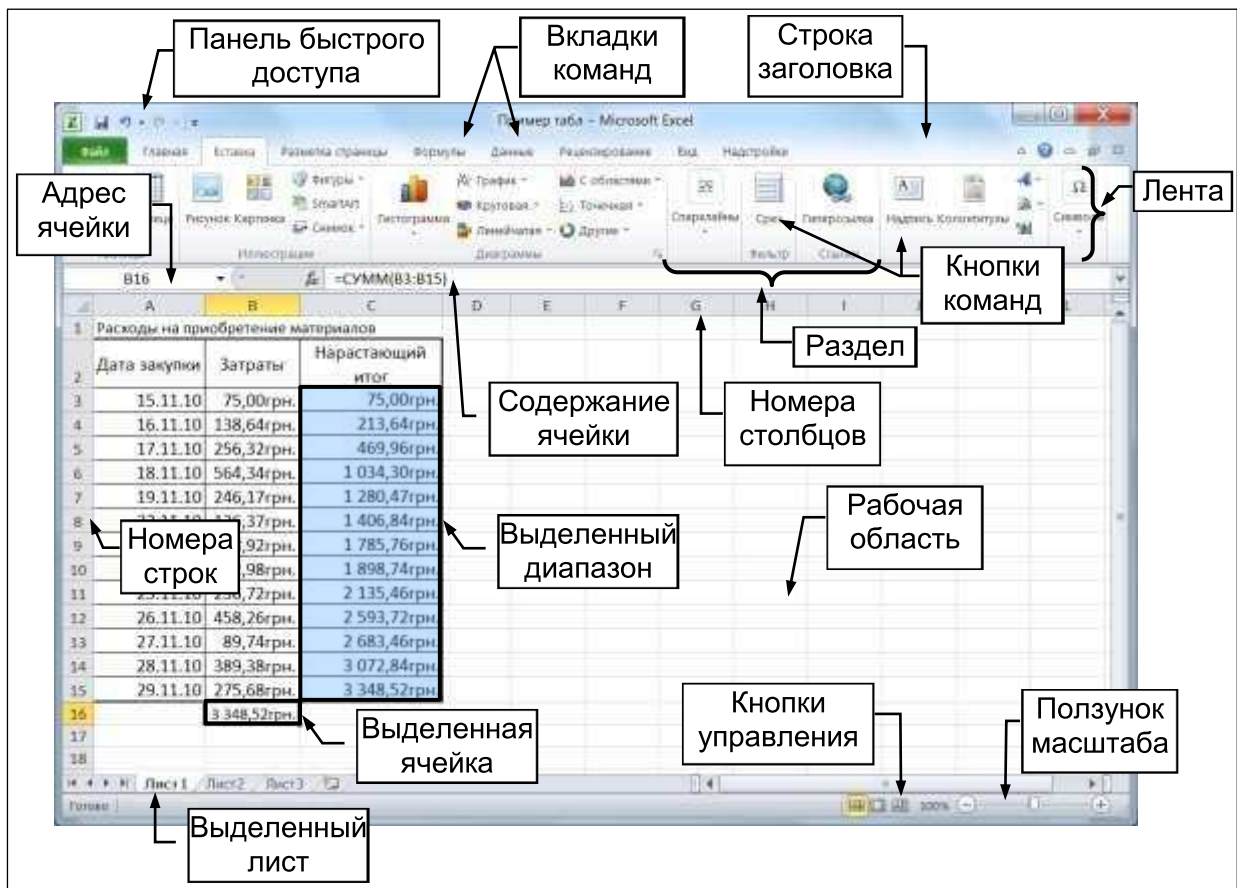 Панель быстрого доступа
Вкладки команд
Строка заголовка
Пример табл - Microsoft Excel
Файл Главная Вставка Разметка страницы Формулы Данные Рецензирование Вид Надстройки
Адрес ячейки
Лента
Рисунок Картинка Фигуры SmartArt Снимок
Гистограмма График Круговая Линейчатая С областями Точечная Другие
Спарклайны Срез Гиперссылка Надпись Колонтитулы Символы
Иллюстрации Диаграммы Фильтр Ссылки
Кнопки команд
B16 =СУММ(B3:B15)
A B C D E F G H I L
Раздел
1 Расходы на приобретение материалов
2 Дата закупки Затраты Нарастающий итог
3 15.11.10 75,00грн. 75,00грн.
4 16.11.10 138,64грн. 213,64грн.
5 17.11.10 256,32грн. 469,96грн.
6 18.11.10 564,34грн. 1 034,30грн.
7 19.11.10 246,17грн. 1 280,47грн.
8 37грн. 1 406,84грн.
9 92грн. 1 785,76грн.
10 98грн. 1 898,74грн.
11 72грн. 2 135,46грн.
12 26.11.10 458,26грн. 2 593,72грн.
13 27.11.10 89,74грн. 2 683,46грн.
14 28.11.10 389,38грн. 3 072,84грн.
15 29.11.10 275,68грн. 3 348,52грн.
16 3 348,52грн.
17
18
Содержание ячейки
Номера столбцов
Номера строк
Выделенный диапазон
Рабочая область
Выделенная ячейка
Кнопки управления
Ползунок масштаба
Лист1 Лист2 Лист3
Готово 100%
Выделенный лист